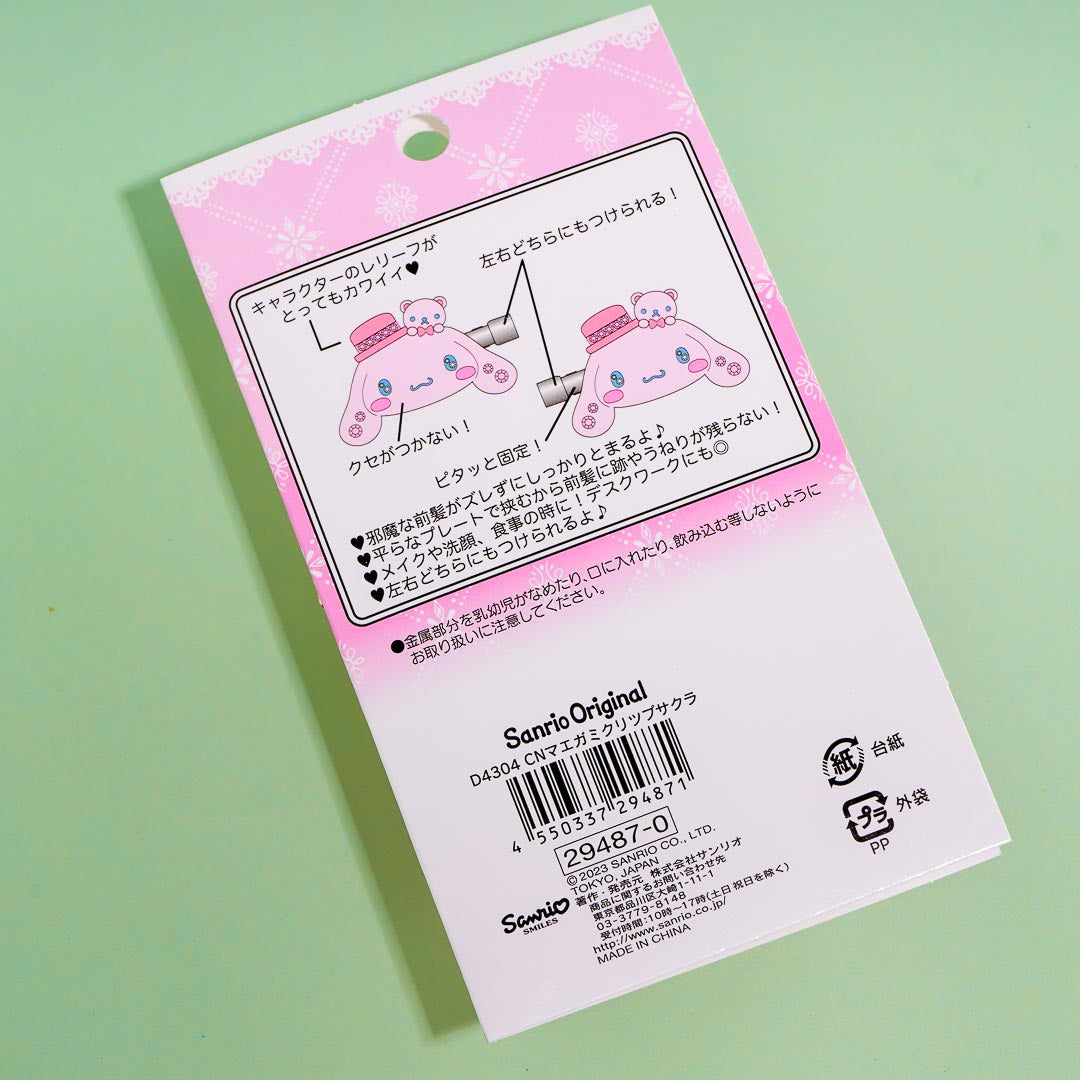 キャラクターのレリーフが
とってもカワイイ♥
左右どちらにもつけられる！
クセがつかない！
ピタッと固定！
♥邪魔な前髪がズレずにしっかりとまるよ♪
♥平らなプレートで挟むから前髪に跡やうねりが残らない！
♥メイクや洗顔、食事の時に！デスクワークにも◎
♥左右どちらにもつけられるよ♪
●金属部分を乳幼児がなめたり、口に入れたり、飲み込む等しないように
お取り扱いに注意してください。
Sanrio Original
D4304 CNマエガミクリップサクラ
4 550337 294871
29487-0
© 2023 SANRIO CO., LTD.
TOKYO, JAPAN
著作・発売元 株式会社サンリオ
商品に関するお問い合わせ先
東京都品川区大崎1-11-1
03-3779-8148
受付時間:10時〜17時(土日祝日を除く)
http://www.sanrio.co.jp/
MADE IN CHINA
Sanrio
SMILES
紙 台紙
プラ 外袋
PP